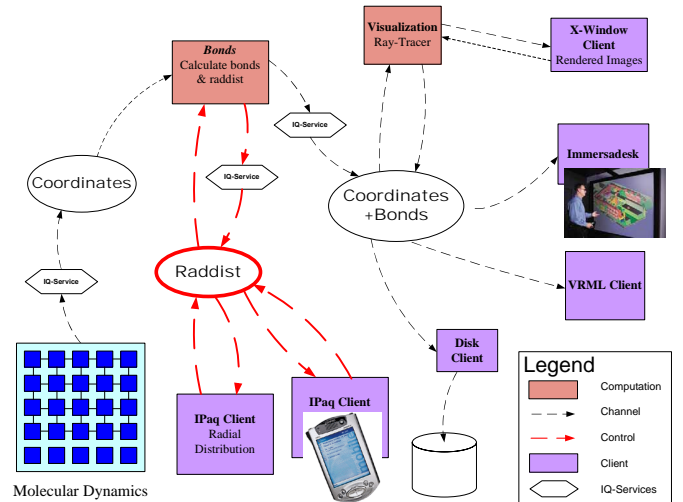 Bonds
Calculate bonds
& raddist
Visualization
Ray-Tracer
X-Window
Client
Rendered Images
IQ-Service
IQ-Service
Immersadesk
Coordinates
Coordinates
+Bonds
IQ-Service
Raddist
VRML Client
Disk
Client
IPaq Client
Radial
Distribution
IPaq Client
Molecular Dynamics
Legend
Computation
Channel
Control
Client
IQ-Services